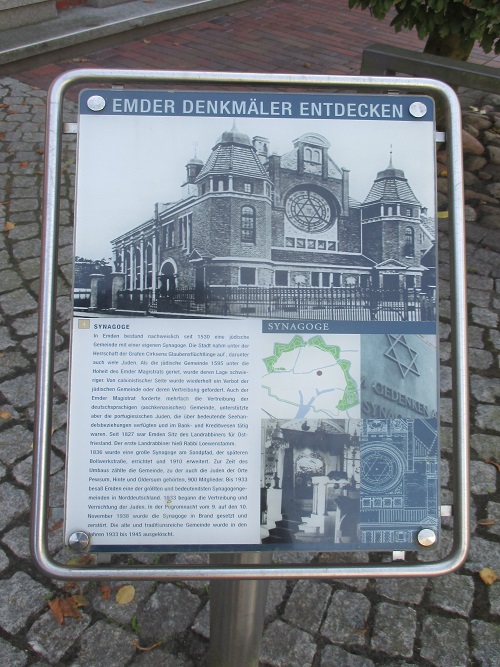 EMDER DENKMÄLER ENTDECKEN
SYNAGOGE
SYNAGOGE
In Emden bestand nachweislich seit 1530 eine jüdische
Gemeinde mit einer eigenen Synagoge. Die Stadt nahm unter der
Herrschaft der Grafen Cirksena Glaubensflüchtlinge auf, darunter
auch viele Juden. Als die jüdische Gemeinde 1595 unter die
Hoheit des Emder Magistrats geriet, wurde deren Lage schwie-
riger. Von calvinistischer Seite wurde wiederholt ein Verbot der
jüdischen Gemeinde oder deren Vertreibung gefordert. Auch der
Emder Magistrat forderte mehrfach die Vertreibung der
deutschsprachigen (aschkenasischen) Gemeinde, unterstützte
aber die portugiesischen Juden, die über bedeutende Seehan-
delsbeziehungen verfügten und im Bank- und Kreditwesen tätig
waren. Seit 1827 war Emden Sitz des Landrabbiners für Ost-
friesland. Der erste Landrabbiner hieß Rabbi Loewenstamm.
1836 wurde eine große Synagoge am Sandpfad, der späteren
Bollwerkstraße, errichtet und 1910 erweitert. Zur Zeit des
Umbaus zählte die Gemeinde, zu der auch die Juden der Orte
Pewsum, Hinte und Oldersum gehörten, 900 Mitglieder. Bis 1933
besaß Emden eine der größten und bedeutendsten Synagogenge-
meinden in Norddeutschland. 1933 begann die Vertreibung und
Vernichtung der Juden. In der Pogromnacht vom 9. auf den 10.
November 1938 wurde die Synagoge in Brand gesetzt und
zerstört. Die alte und traditionsreiche Gemeinde wurde in den
Jahren 1933 bis 1945 ausgelöscht.